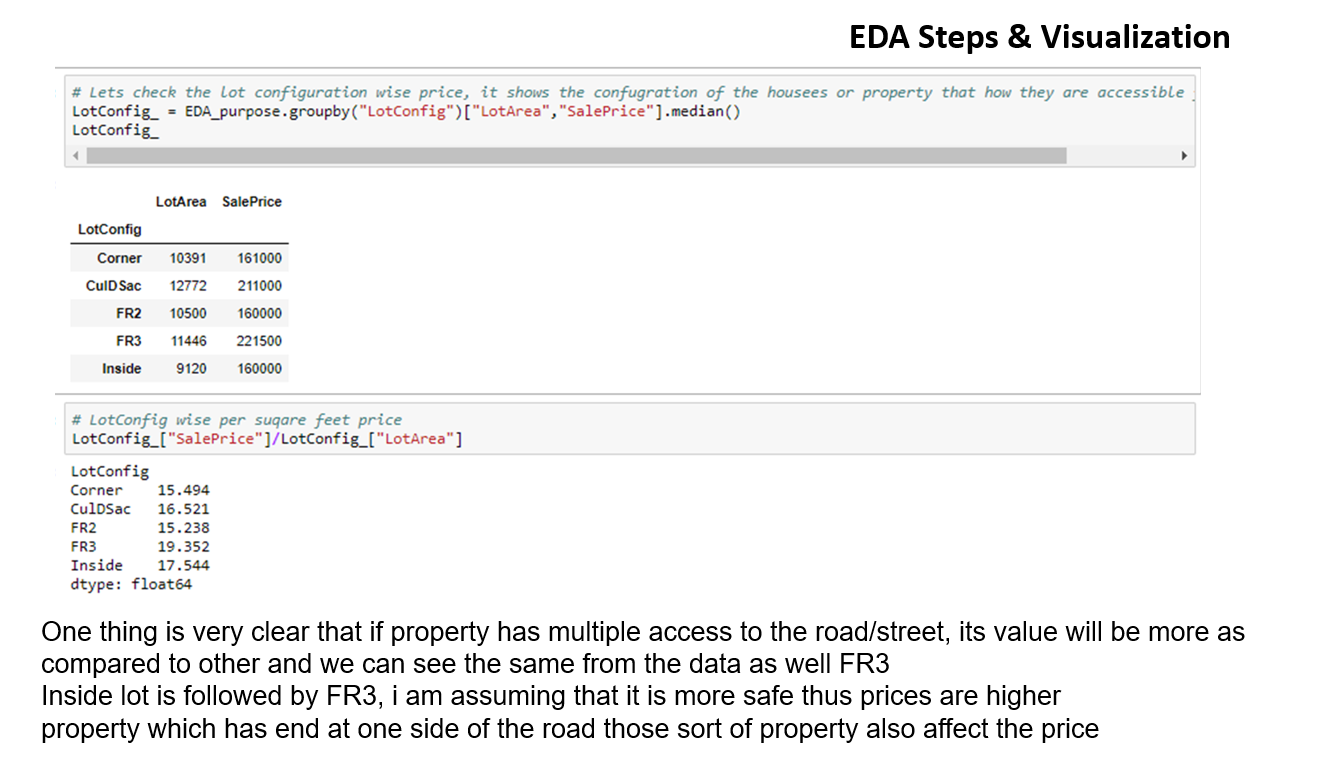 EDA Steps & Visualization
# Lets check the lot configuration wise price, it shows the confugration of the housees or property that how they are accessible
LotConfig_ = EDA_purpose.groupby("LotConfig")["LotArea","SalePrice"].median()
LotConfig_
LotArea SalePrice
LotConfig
Corner 10391 161000
CulDSac 12772 211000
FR2 10500 160000
FR3 11446 221500
Inside 9120 160000
# LotConfig wise per suqare feet price
LotConfig_["SalePrice"]/LotConfig_["LotArea"]
LotConfig
Corner 15.494
CulDSac 16.521
FR2 15.238
FR3 19.352
Inside 17.544
dtype: float64
One thing is very clear that if property has multiple access to the road/street, its value will be more as
compared to other and we can see the same from the data as well FR3
Inside lot is followed by FR3, i am assuming that it is more safe thus prices are higher
property which has end at one side of the road those sort of property also affect the price